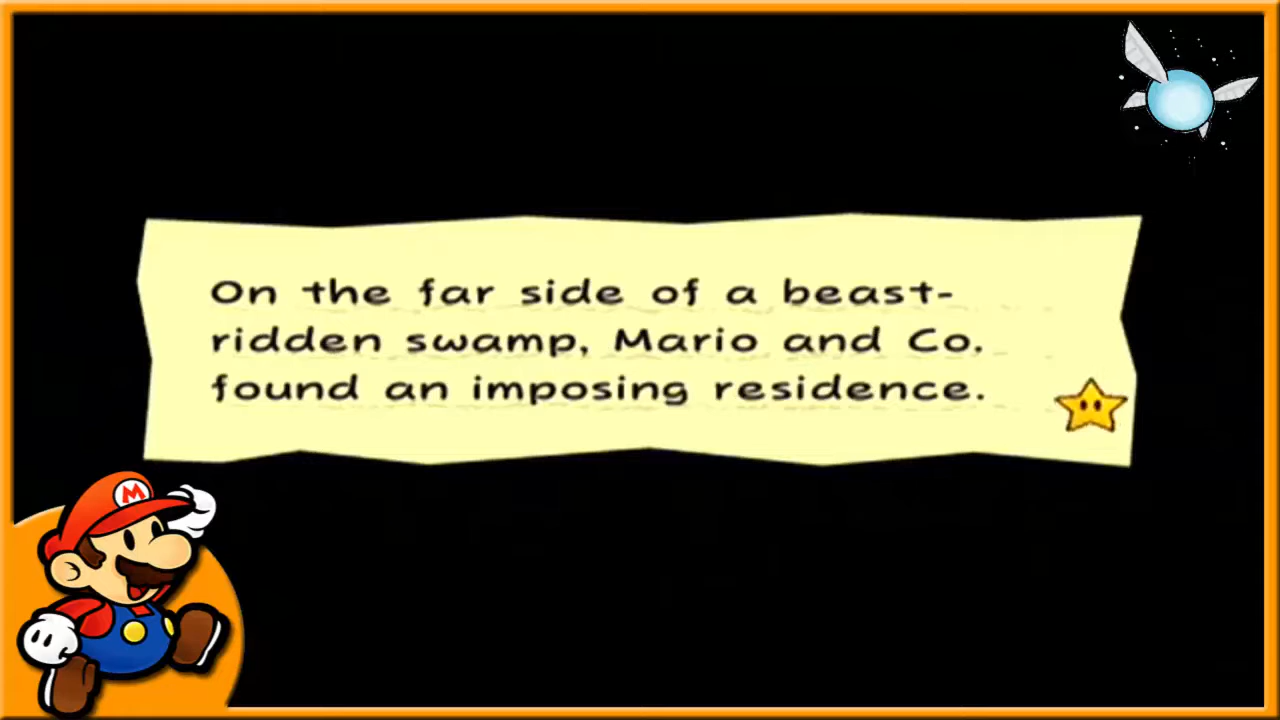 On the far side of a beast-
ridden swamp, Mario and Co.
found an imposing residence.
M